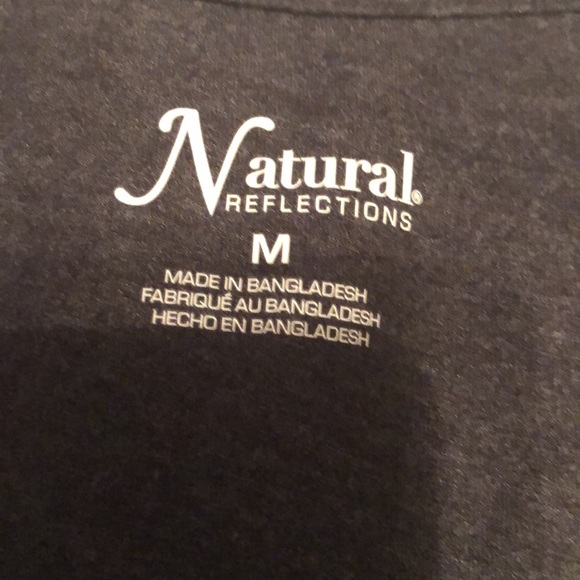 Natural®
REFLECTIONS
M
MADE IN BANGLADESH
FABRIQUÉ AU BANGLADESH
HECHO EN BANGLADESH